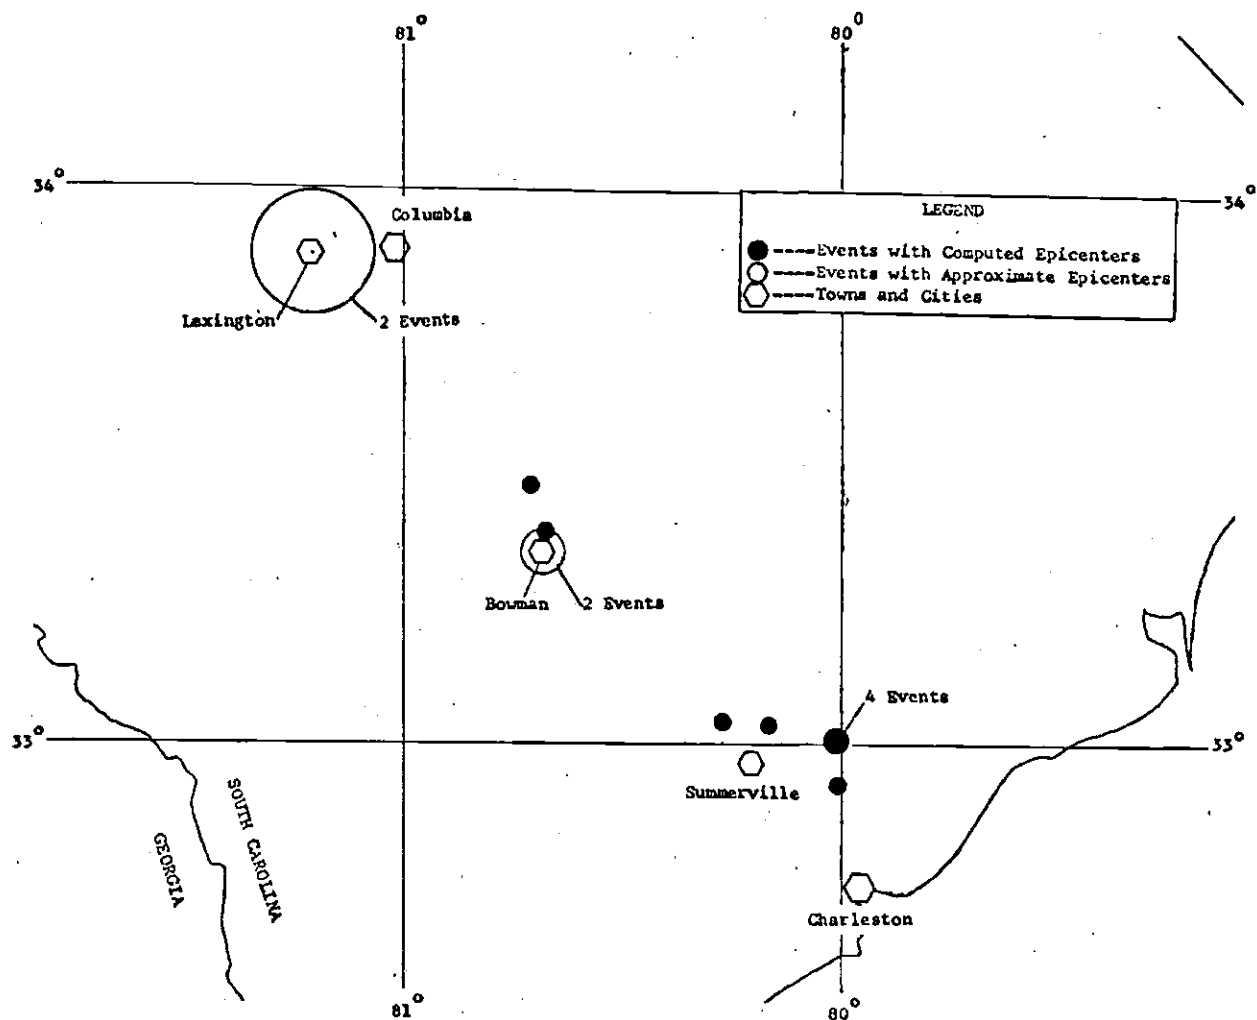 81°
80°
34°
34°
Columbia
LEGEND
----Events with Computed Epicenters
----Events with Approximate Epicenters
----Towns and Cities
Lexington
2 Events
Bowman
2 Events
4 Events
33°
33°
Summerville
SOUTH CAROLINA
GEORGIA
Charleston
81°
80°